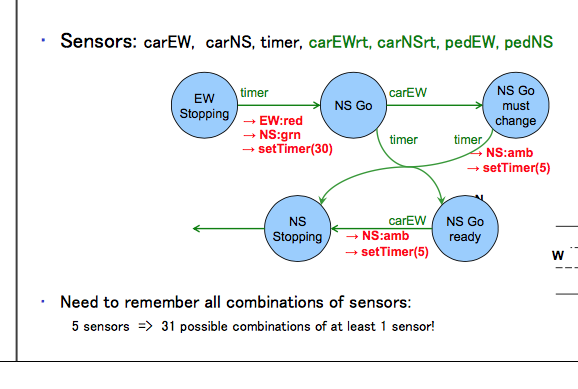 · Sensors: carEW, carNS, timer, carEWrt, carNSrt, pedEW, pedNS
EW
Stopping
timer
→ EW:red
→ NS:grn
→ setTimer(30)
NS Go
carEW
NS Go
must
change
timer
timer
→ NS:amb
→ setTimer(5)
NS
Stopping
carEW
→ NS:amb
→ setTimer(5)
NS Go
ready
N
W
· Need to remember all combinations of sensors:
5 sensors => 31 possible combinations of at least 1 sensor!